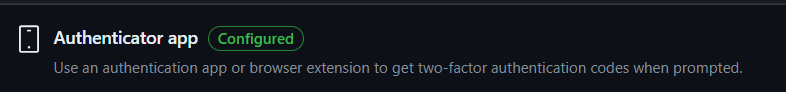 Authenticator app Configured
Use an authentication app or browser extension to get two-factor authentication codes when prompted.